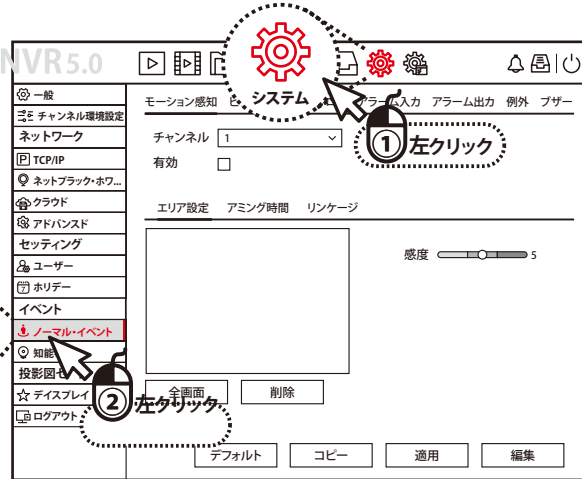 NVR 5.0
システム
一般
チャンネル環境設定
ネットワーク
P TCP/IP
ネットプラック・ホワ...
クラウド
アドバンスド
セッティング
ユーザー
7 ホリデー
イベント
ノーマル・イベント
知能
投影図セ
デイスプレイ
ログアウト
モーション感知 アラーム入力 アラーム出力 例外 ブザー
① 左クリック
チャンネル 1
有効
エリア設定 アミング時間 リンケージ
感度 5
② 左クリック
全画面 削除
デフォルト コピー 適用 編集